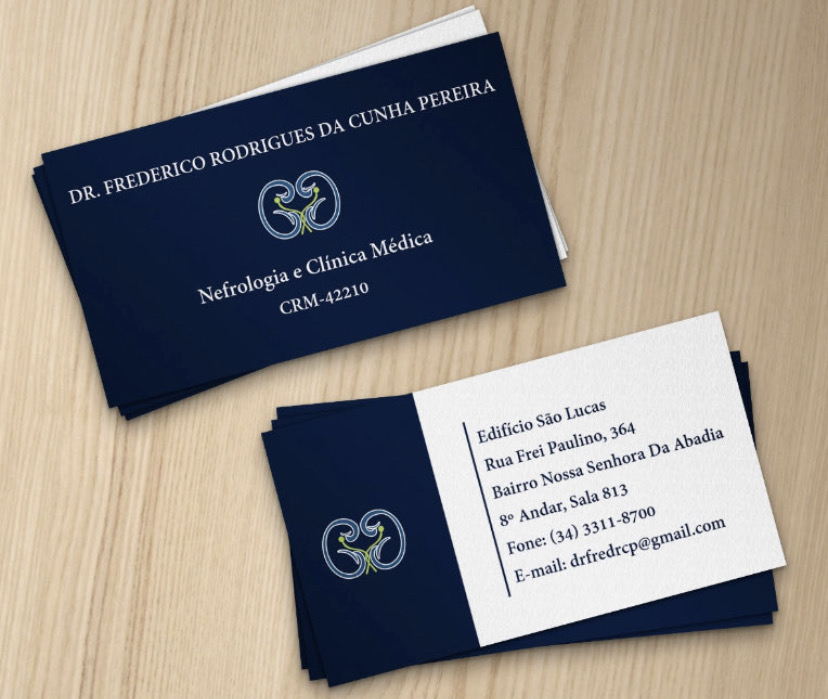 DR. FREDERICO RODRIGUES DA CUNHA PEREIRA
Nefrologia e Clínica Médica
CRM-42210
Edifício São Lucas
Rua Frei Paulino, 364
Bairro Nossa Senhora Da Abadia
8º Andar, Sala 813
Fone: (34) 3311-8700
E-mail: drfredrcp@gmail.com